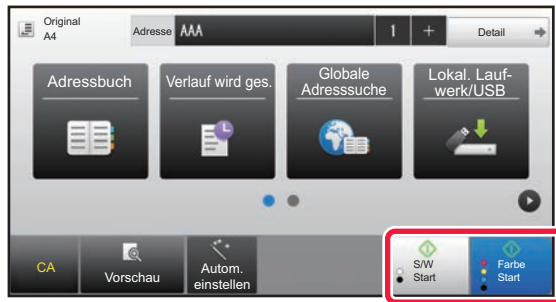 Original
A4
Adresse AAA 1 + Detail
Adressbuch
Verlauf wird ges.
Globale
Adresssuche
Lokal. Lauf-
werk/USB
CA
Vorschau
Autom.
einstellen
S/W
Start
Farbe
Start